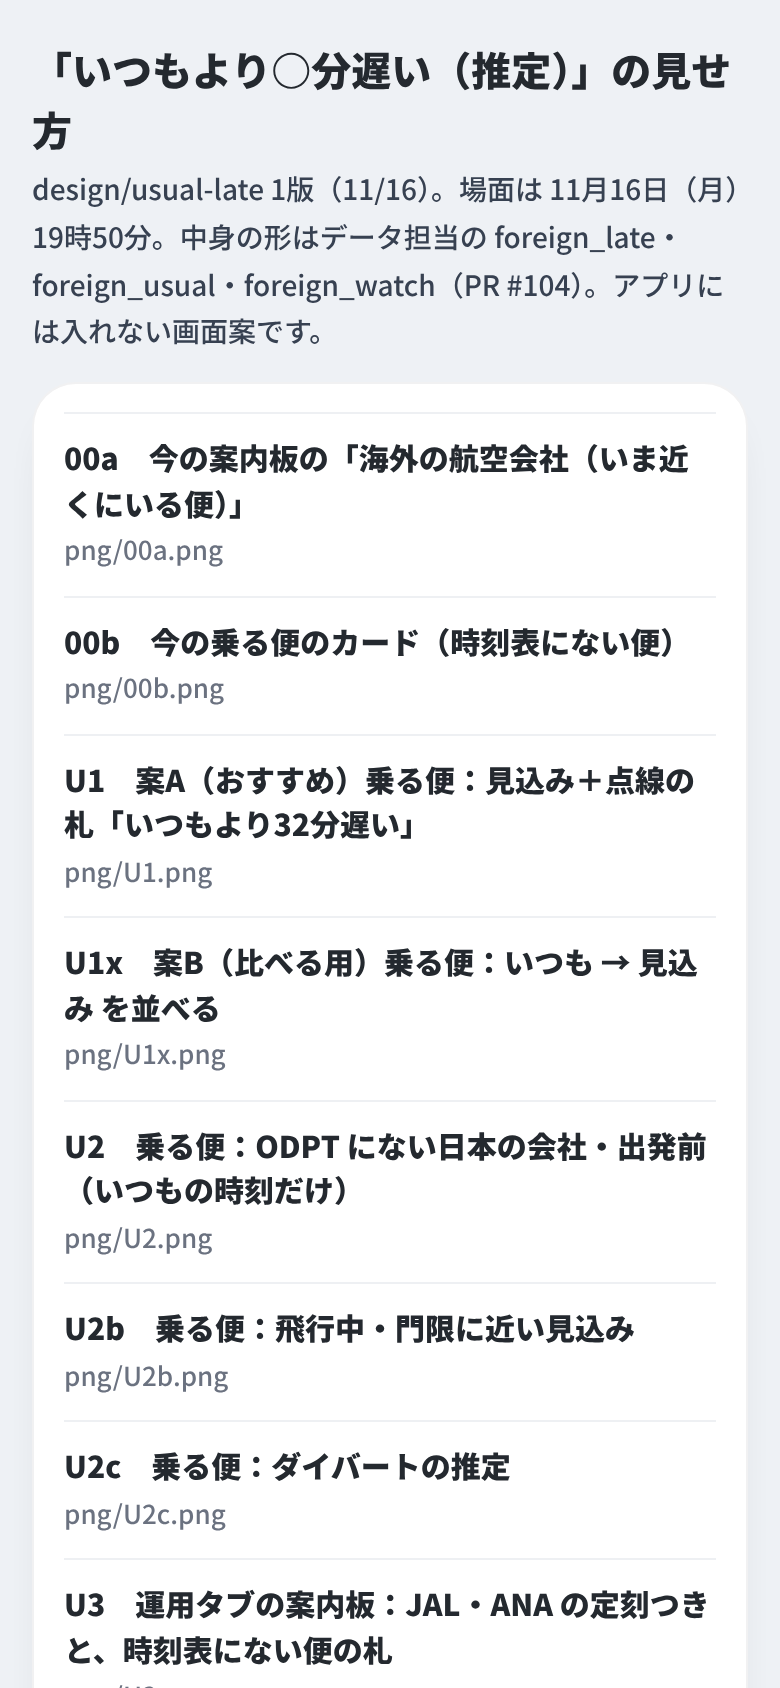 「いつもより○分遅い（推定）」の見せ
方
design/usual-late 1版（11/16）。場面は 11月16日（月）
19時50分。中身の形はデータ担当の foreign_late・
foreign_usual・foreign_watch（PR #104）。アプリに
は入れない画面案です。
00a　今の案内板の「海外の航空会社（いま近
くにいる便）」
png/00a.png
00b　今の乗る便のカード（時刻表にない便）
png/00b.png
U1　案A（おすすめ）乗る便：見込み＋点線の
札「いつもより32分遅い」
png/U1.png
U1x　案B（比べる用）乗る便：いつも → 見込
み を並べる
png/U1x.png
U2　乗る便：ODPT にない日本の会社・出発前
（いつもの時刻だけ）
png/U2.png
U2b　乗る便：飛行中・門限に近い見込み
png/U2b.png
U2c　乗る便：ダイバートの推定
png/U2c.png
U3　運用タブの案内板：JAL・ANA の定刻つき
と、時刻表にない便の札